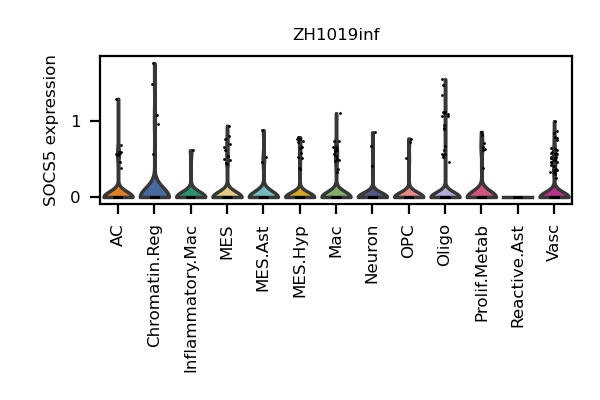 ZH1019inf
SOCS5 expression
1
0
AC
Chromatin.Reg
Inflammatory.Mac
MES
MES.Ast
MES.Hyp
Mac
Neuron
OPC
Oligo
Prolif.Metab
Reactive.Ast
Vasc